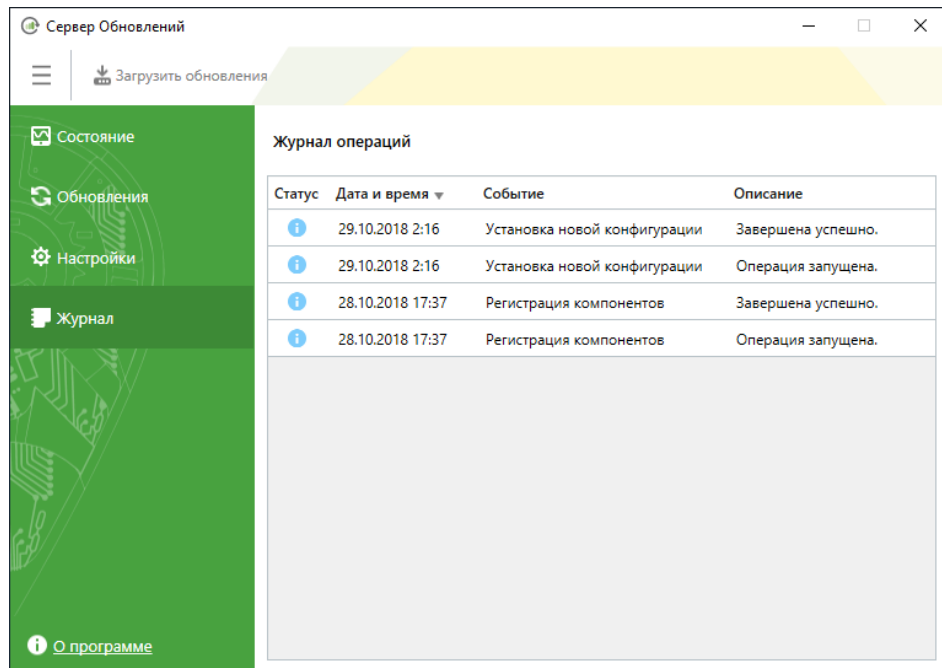 Сервер Обновлений
Загрузить обновления
Состояние
Обновления
Настройки
Журнал
О программе
Журнал операций
Статус Дата и время Событие Описание
29.10.2018 2:16 Установка новой конфигурации Завершена успешно.
29.10.2018 2:16 Установка новой конфигурации Операция запущена.
28.10.2018 17:37 Регистрация компонентов Завершена успешно.
28.10.2018 17:37 Регистрация компонентов Операция запущена.